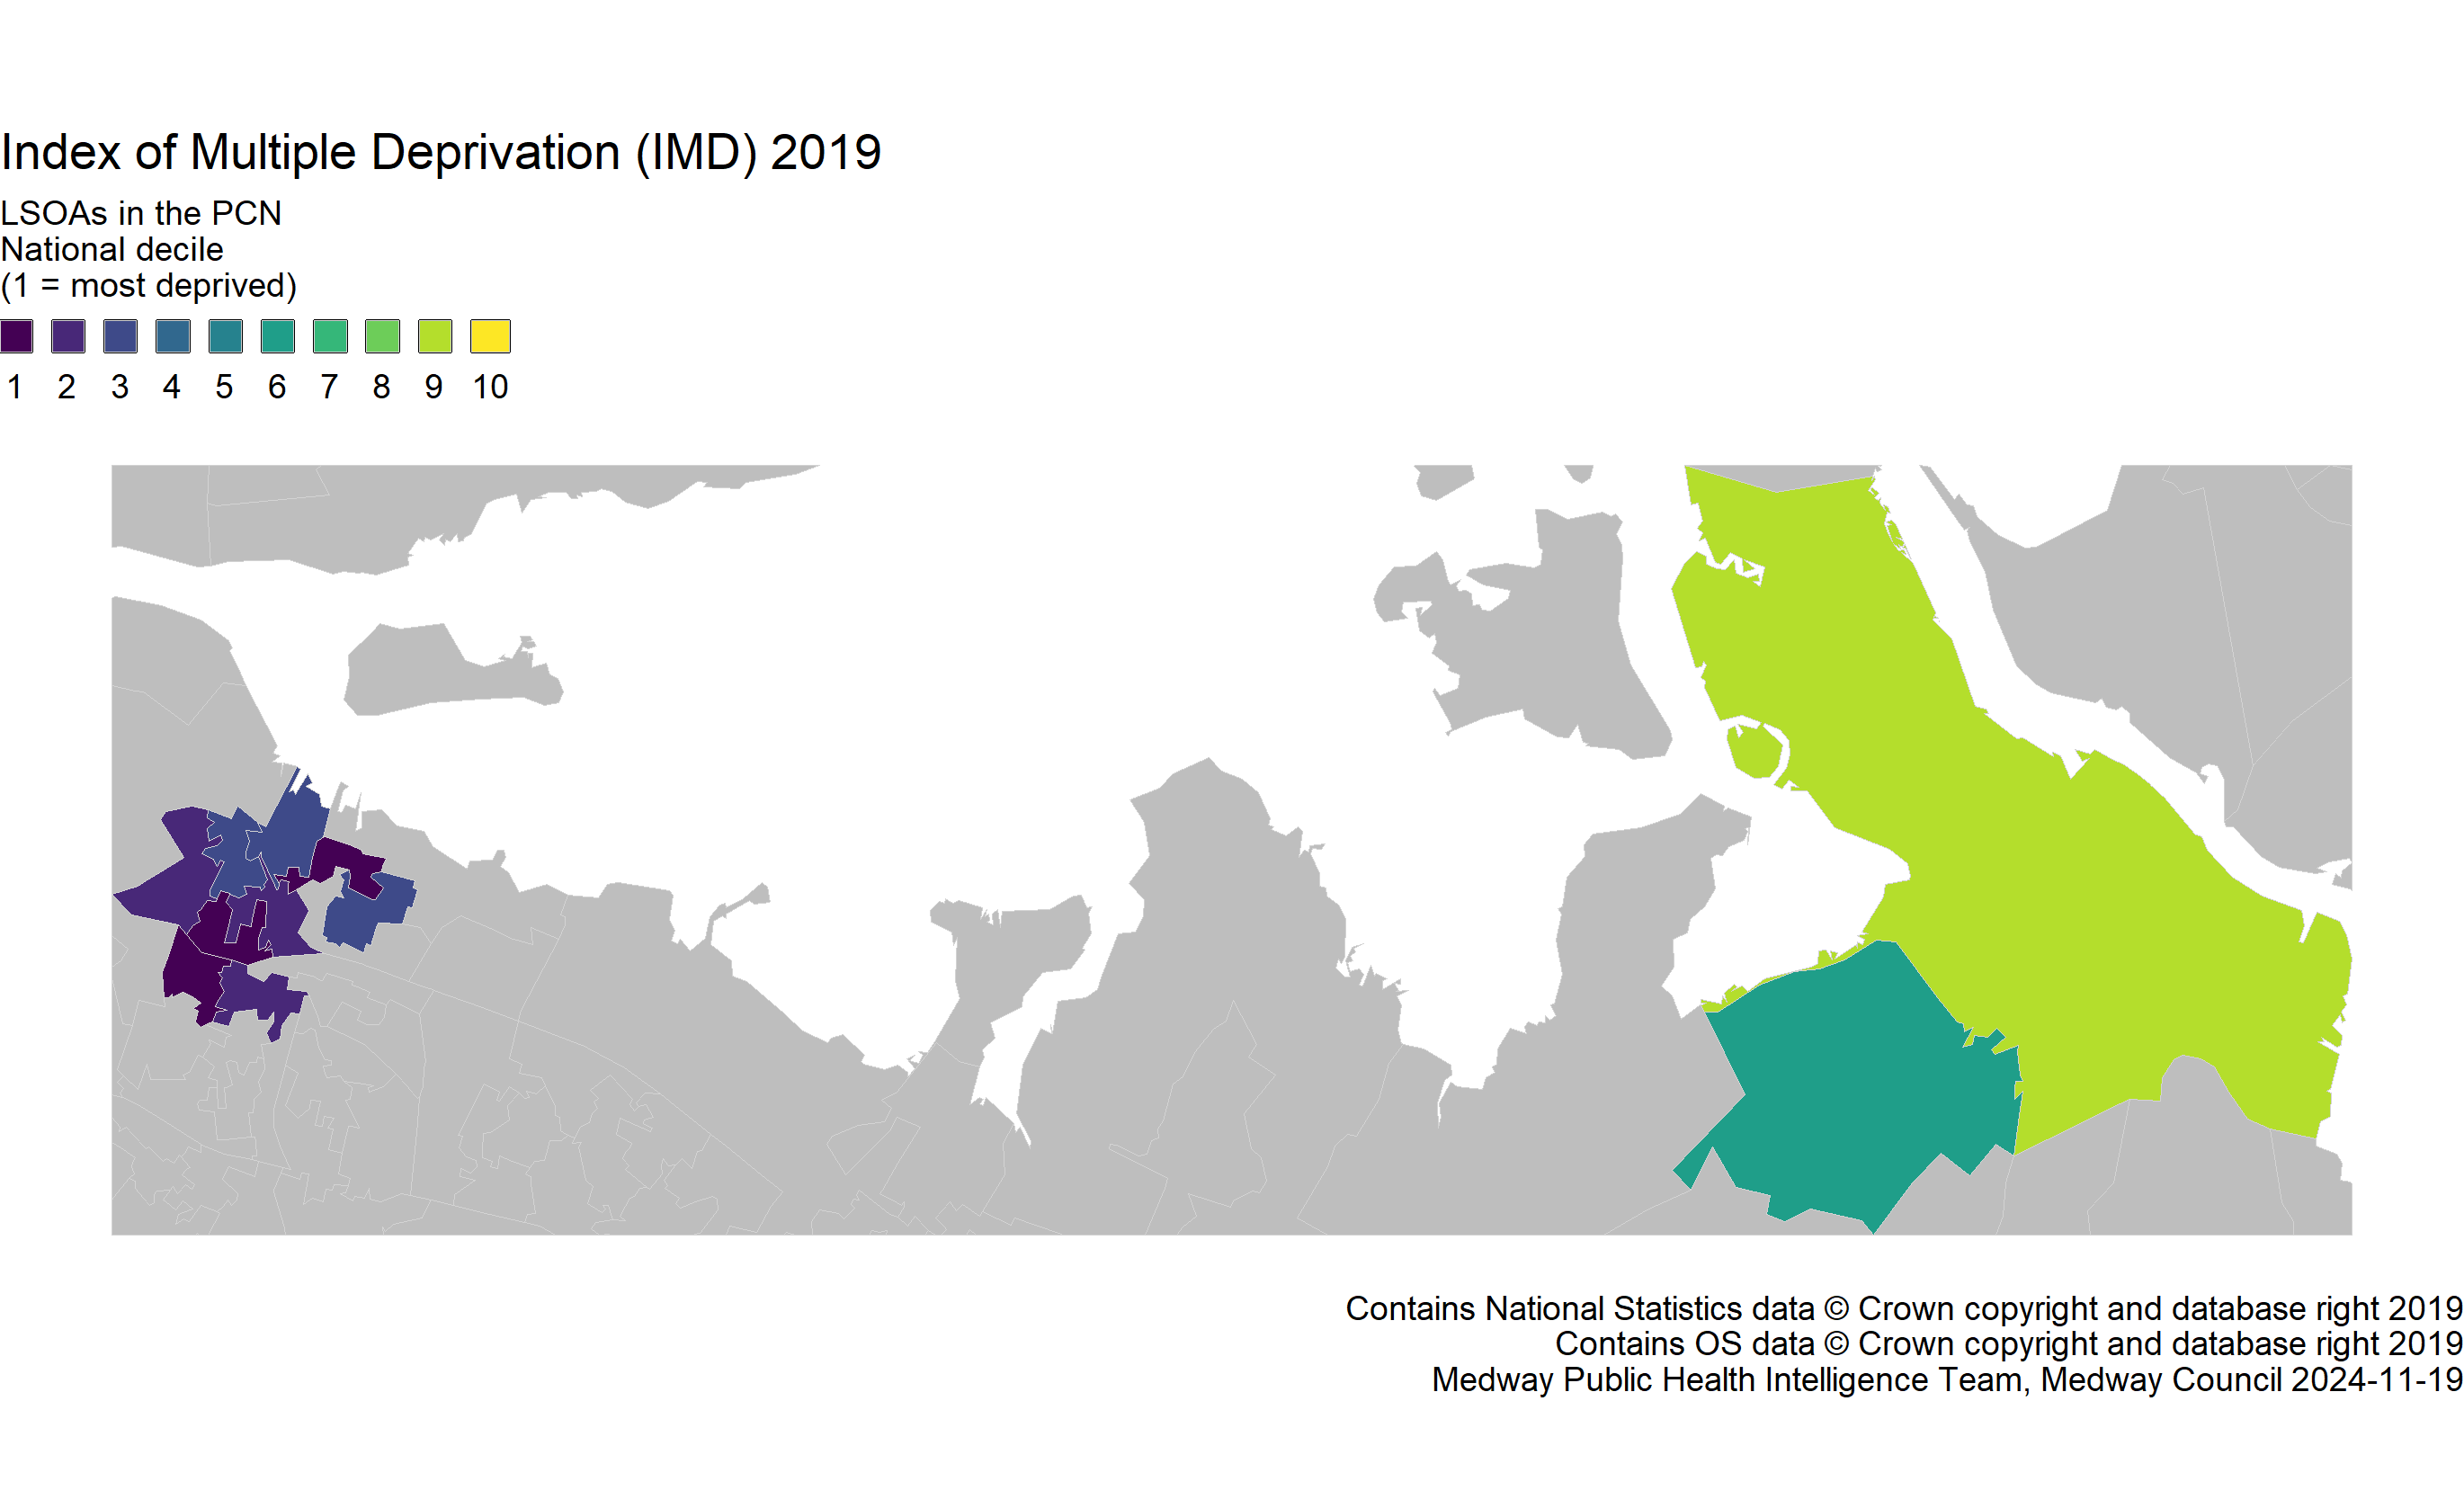 Index of Multiple Deprivation (IMD) 2019
LSOAs in the PCN
National decile
(1 = most deprived)
1 2 3 4 5 6 7 8 9 10
Contains National Statistics data © Crown copyright and database right 2019
Contains OS data © Crown copyright and database right 2019
Medway Public Health Intelligence Team, Medway Council 2024-11-19